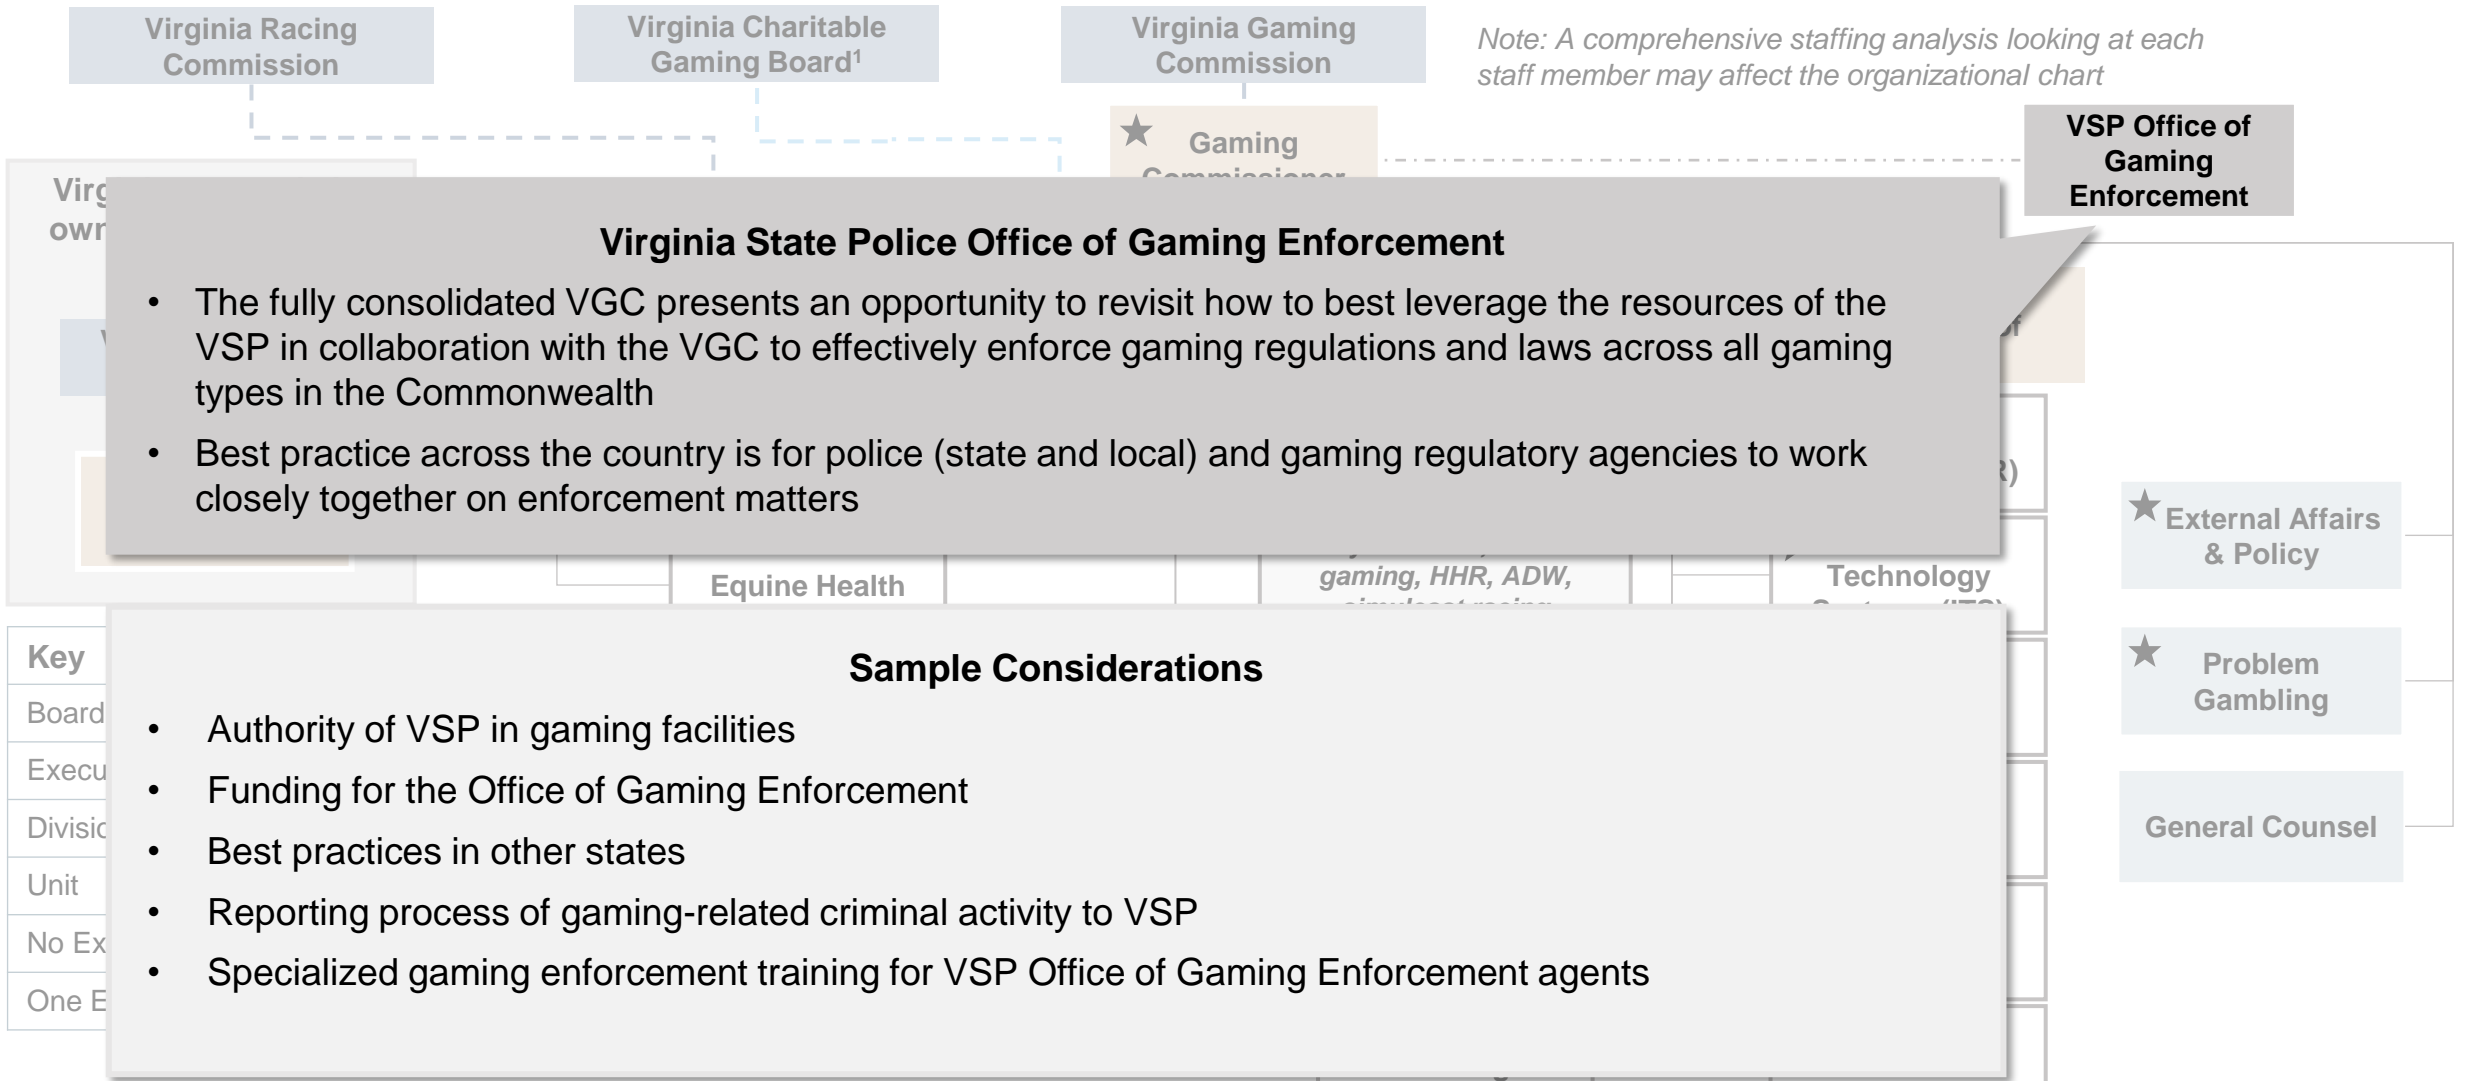 Virginia Racing
Commission
Virginia Charitable
Gaming Board¹
Virginia Gaming
Commission
Note: A comprehensive staffing analysis looking at each
staff member may affect the organizational chart
★ Gaming
Commissioner
VSP Office of
Gaming
Enforcement
Virginia State Police Office of Gaming Enforcement
• The fully consolidated VGC presents an opportunity to revisit how to best leverage the resources of the
VSP in collaboration with the VGC to effectively enforce gaming regulations and laws across all gaming
types in the Commonwealth
• Best practice across the country is for police (state and local) and gaming regulatory agencies to work
closely together on enforcement matters
Equine Health
gaming, HHR, ADW,
Technology
★ External Affairs
& Policy
★ Problem
Gambling
General Counsel
Key
Board
Unit
Sample Considerations
• Authority of VSP in gaming facilities
• Funding for the Office of Gaming Enforcement
• Best practices in other states
• Reporting process of gaming-related criminal activity to VSP
• Specialized gaming enforcement training for VSP Office of Gaming Enforcement agents